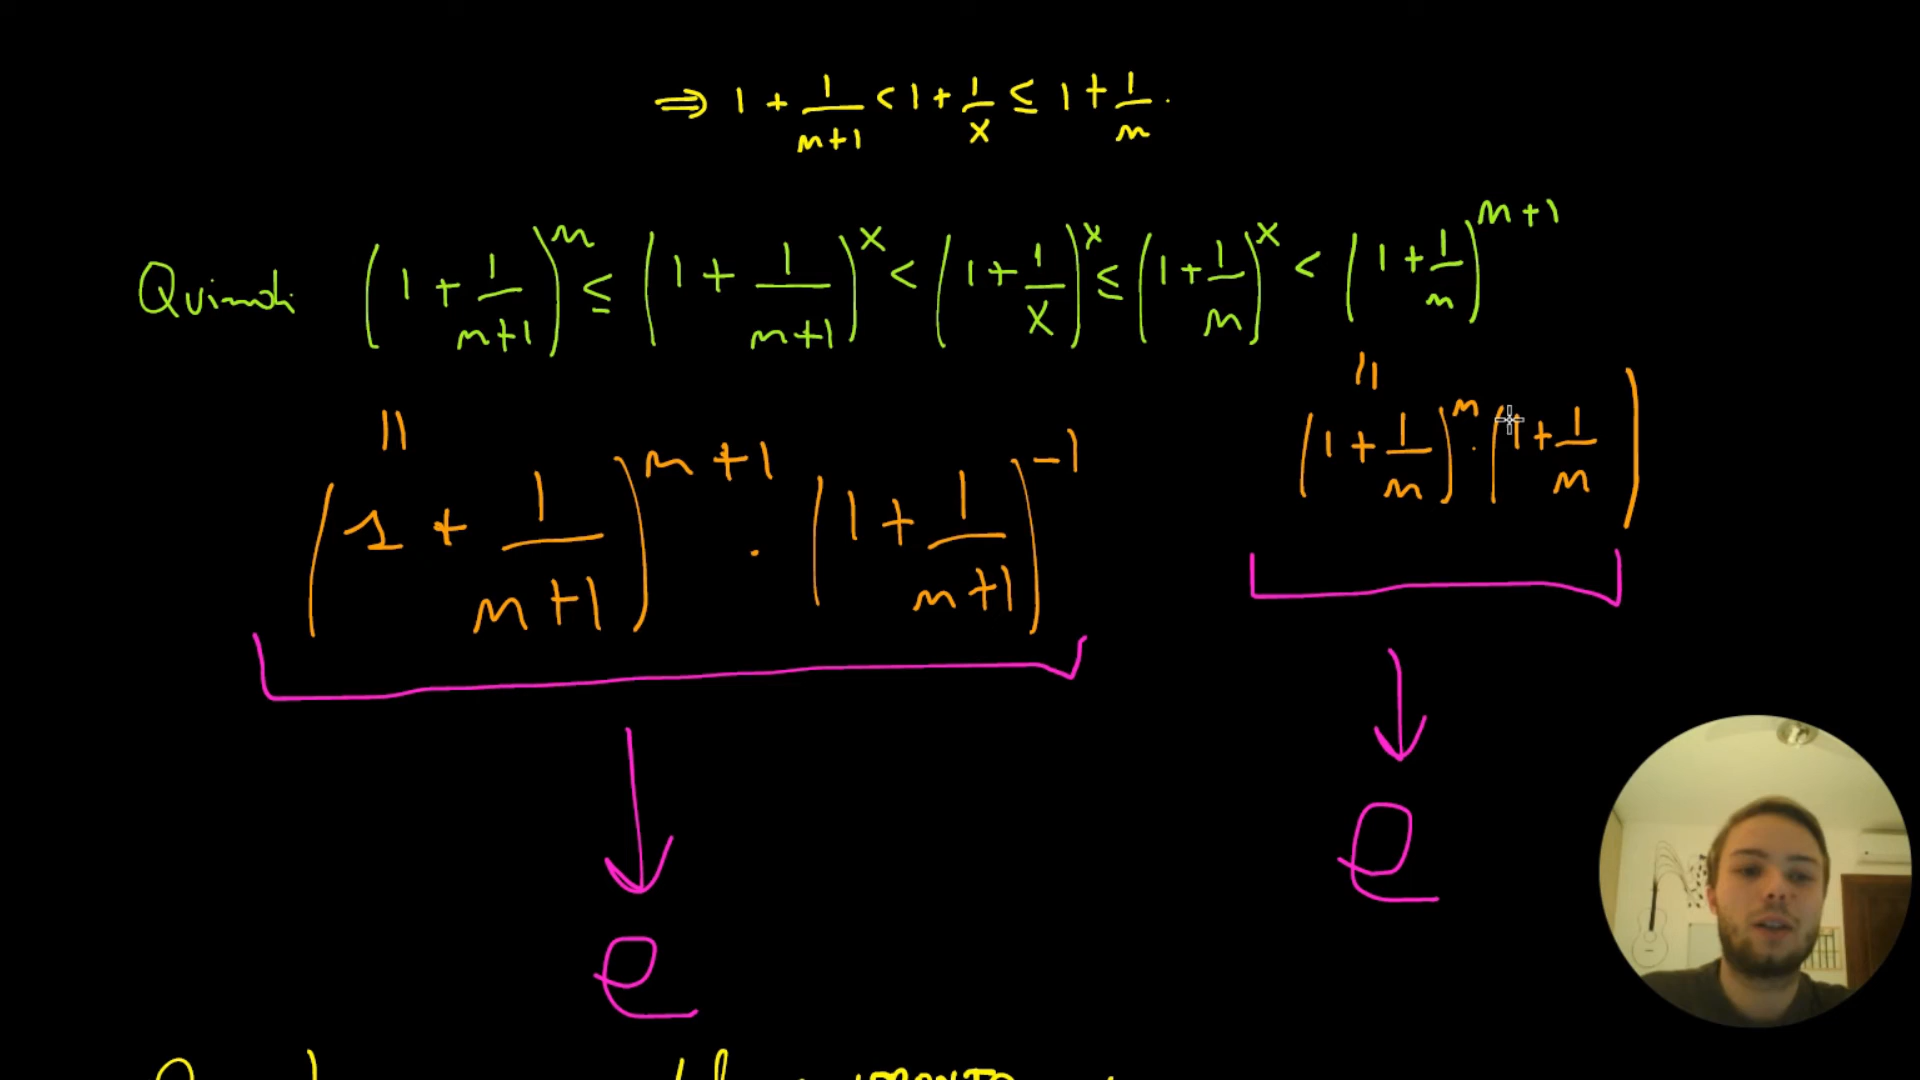 ⇒ 1 + 1/(m+1) < 1 + 1/x ≤ 1 + 1/m.
Quindi (1 + 1/(m+1))^m ≤ (1 + 1/(m+1))^x < (1 + 1/x)^x ≤ (1 + 1/m)^x < (1 + 1/m)^(m+1)
= (1 + 1/(m+1))^(m+1) · (1 + 1/(m+1))^(-1)
= (1 + 1/m)^m · (1 + 1/m)
e
e